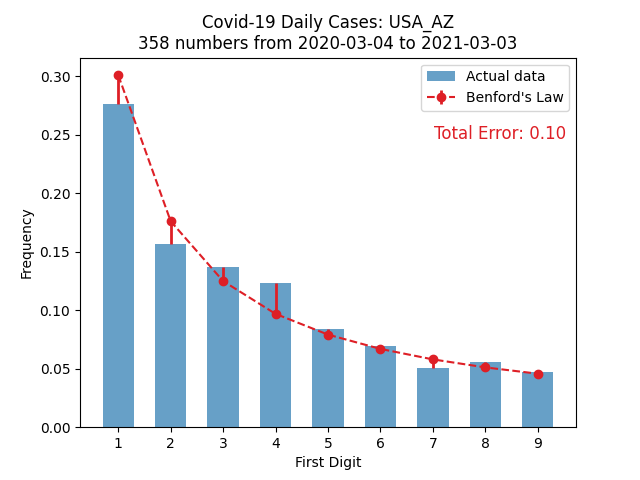 Covid-19 Daily Cases: USA_AZ
358 numbers from 2020-03-04 to 2021-03-03
Actual data
Benford's Law
Total Error: 0.10
Frequency
0.30
0.25
0.20
0.15
0.10
0.05
0.00
1 2 3 4 5 6 7 8 9
First Digit